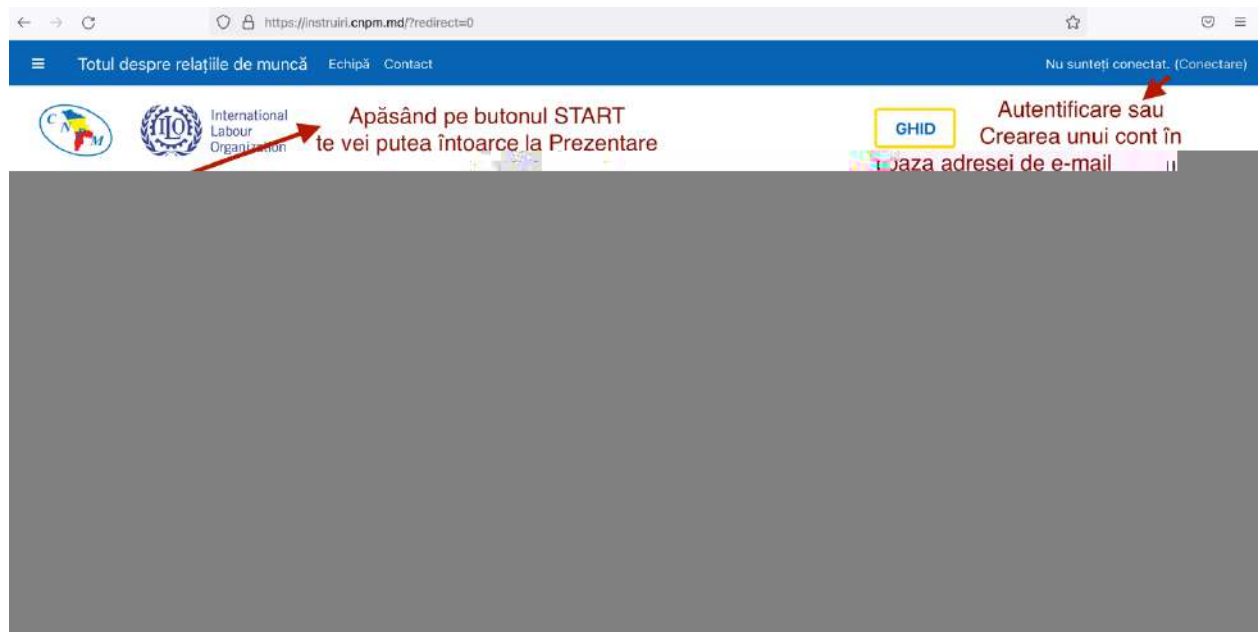 https://instruiri.cnpm.md/?redirect=0
Totul despre relațiile de muncă Echipă Contact Nu sunteți conectat. (Conectare)
C N P M
ILO
International
Labour
Organization
Apăsând pe butonul START
te vei putea întoarce la Prezentare
GHID
Autentificare sau
Crearea unui cont în
baza adresei de e-mail